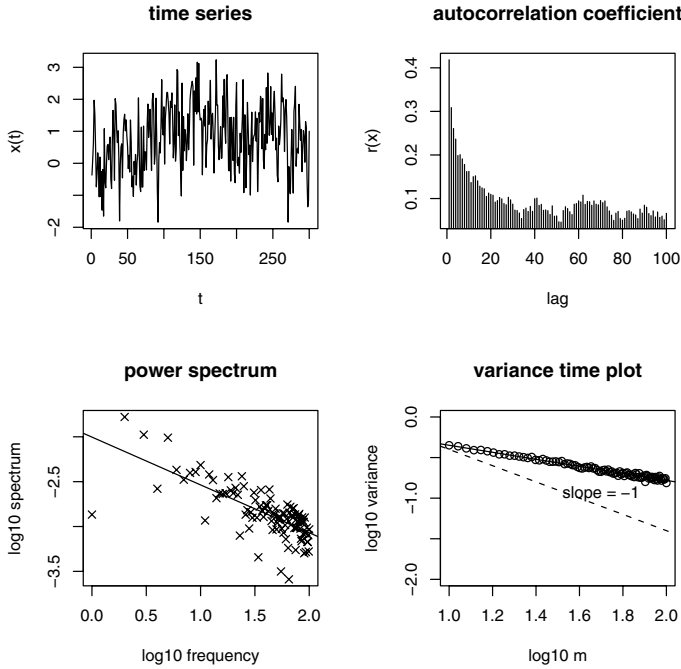 time series
x(t)
3
2
1
0
−2
0
50
150
250
t
autocorrelation coefficient
r(x)
0.4
0.3
0.2
0.1
0
20
40
60
80
100
lag
power spectrum
log10 spectrum
−2.5
−3.5
0.0
0.5
1.0
1.5
2.0
log10 frequency
variance time plot
log10 variance
0.0
−1.0
−2.0
slope = −1
1.0
1.2
1.4
1.6
1.8
2.0
log10 m